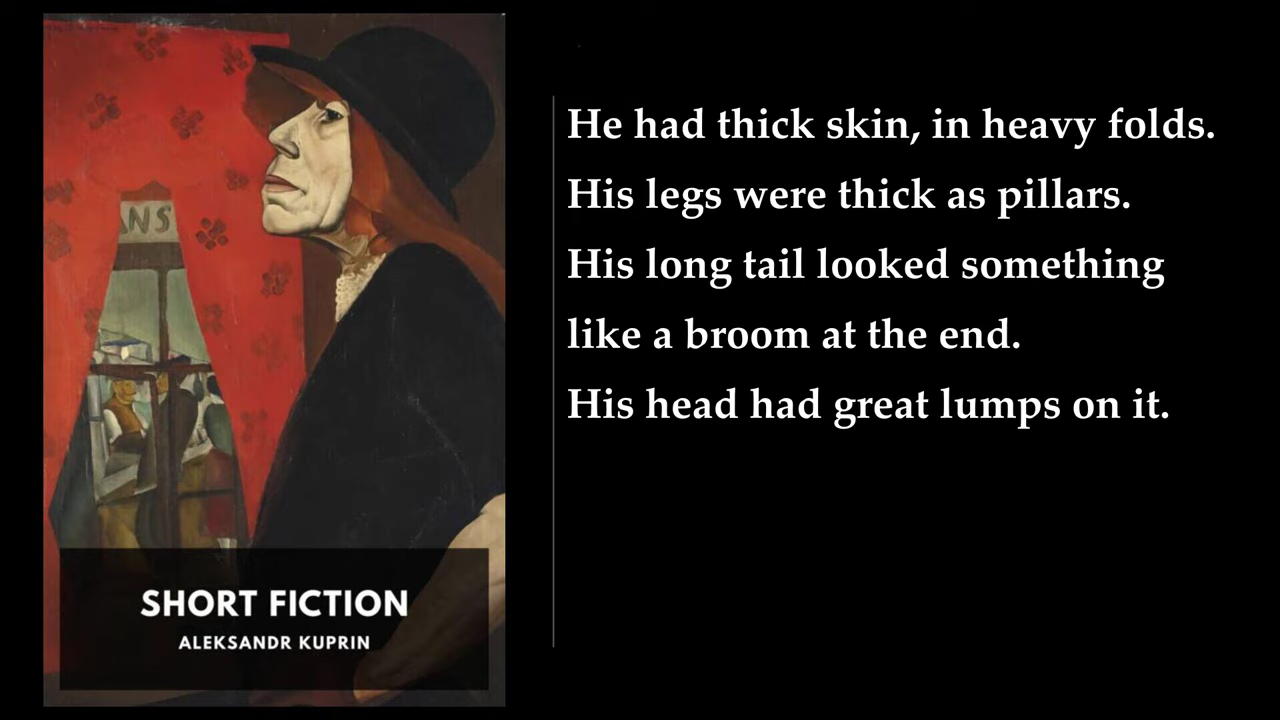 NS
SHORT FICTION
ALEKSANDR KUPRIN
He had thick skin, in heavy folds.
His legs were thick as pillars.
His long tail looked something
like a broom at the end.
His head had great lumps on it.